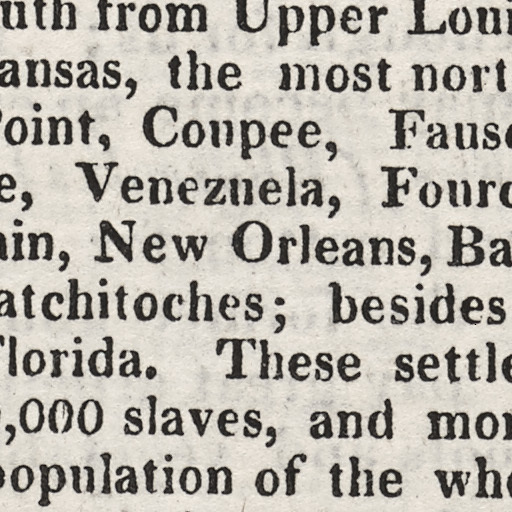 uth from Upper Loui
ansas, the most nort
Point, Coupee, Fause
e, Venezuela, Fourc
ain, New Orleans, Ba
atchitoches; besides
Florida. These settle
,000 slaves, and mor
population of the who